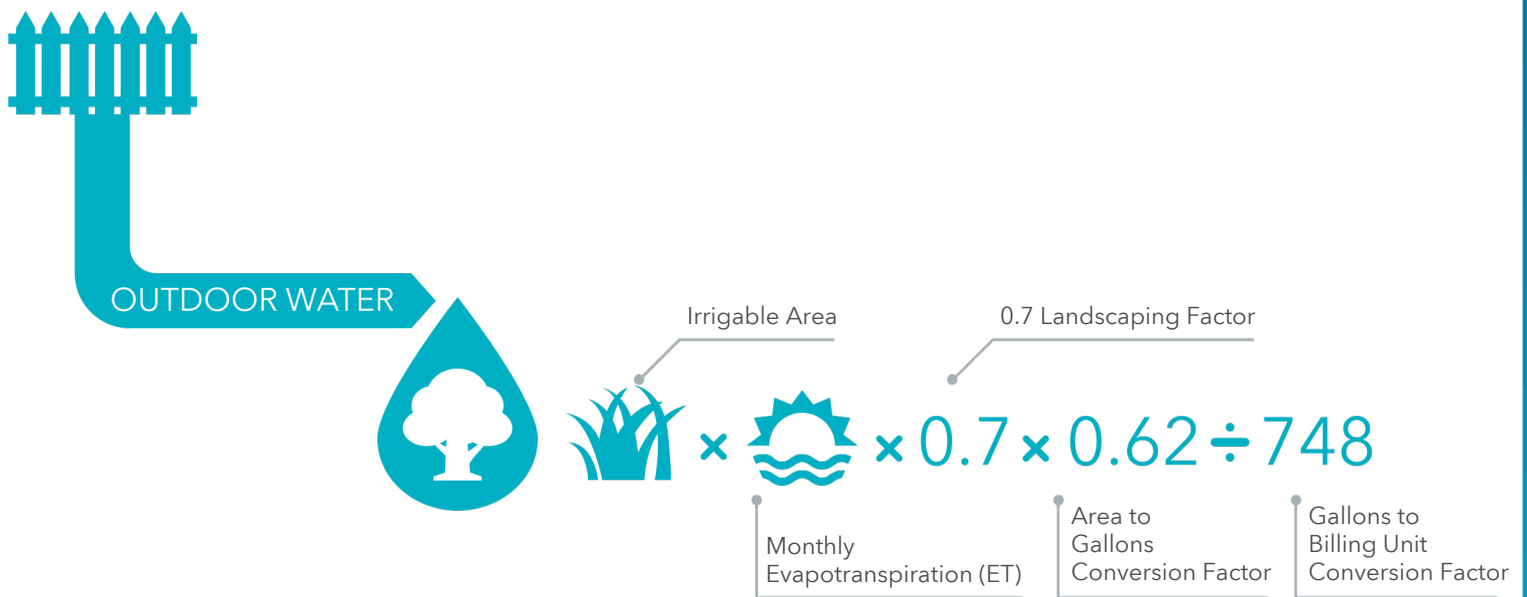 OUTDOOR WATER
Irrigable Area
0.7 Landscaping Factor
× × 0.7 × 0.62 ÷ 748
Monthly
Evapotranspiration (ET)
Area to
Gallons
Conversion Factor
Gallons to
Billing Unit
Conversion Factor